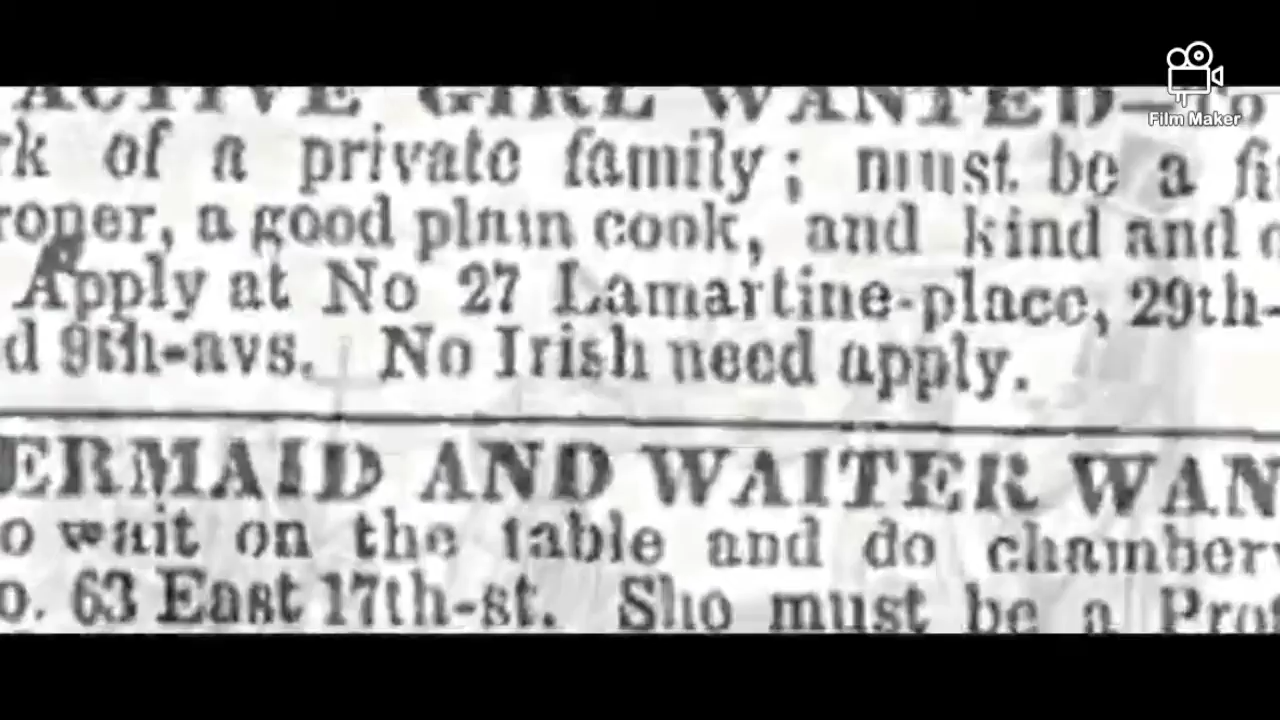 Film Maker
ACTIVE GIRL WANTED—To
rk of a private family; must be a fi
roner, a good plain cook, and kind and o
Apply at No 27 Lamartine-place, 29th-
d 9th-avs. No Irish need apply.
ERMAID AND WAITER WAN
o wait on the table and do chamber
o. 63 East 17th-st. She must be a Pro